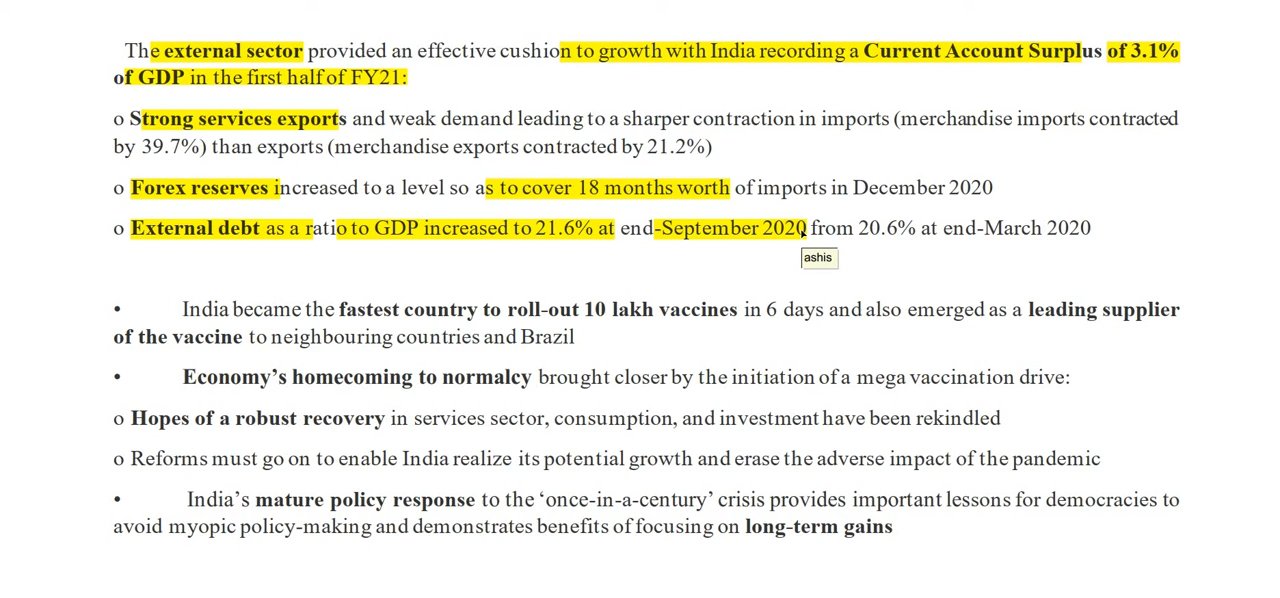 The external sector provided an effective cushion to growth with India recording a Current Account Surplus of 3.1%
of GDP in the first half of FY21:
o Strong services exports and weak demand leading to a sharper contraction in imports (merchandise imports contracted
by 39.7%) than exports (merchandise exports contracted by 21.2%)
o Forex reserves increased to a level so as to cover 18 months worth of imports in December 2020
o External debt as a ratio to GDP increased to 21.6% at end-September 2020 from 20.6% at end-March 2020
ashis
• India became the fastest country to roll-out 10 lakh vaccines in 6 days and also emerged as a leading supplier
of the vaccine to neighbouring countries and Brazil
• Economy’s homecoming to normalcy brought closer by the initiation of a mega vaccination drive:
o Hopes of a robust recovery in services sector, consumption, and investment have been rekindled
o Reforms must go on to enable India realize its potential growth and erase the adverse impact of the pandemic
• India’s mature policy response to the ‘once-in-a-century’ crisis provides important lessons for democracies to
avoid myopic policy-making and demonstrates benefits of focusing on long-term gains